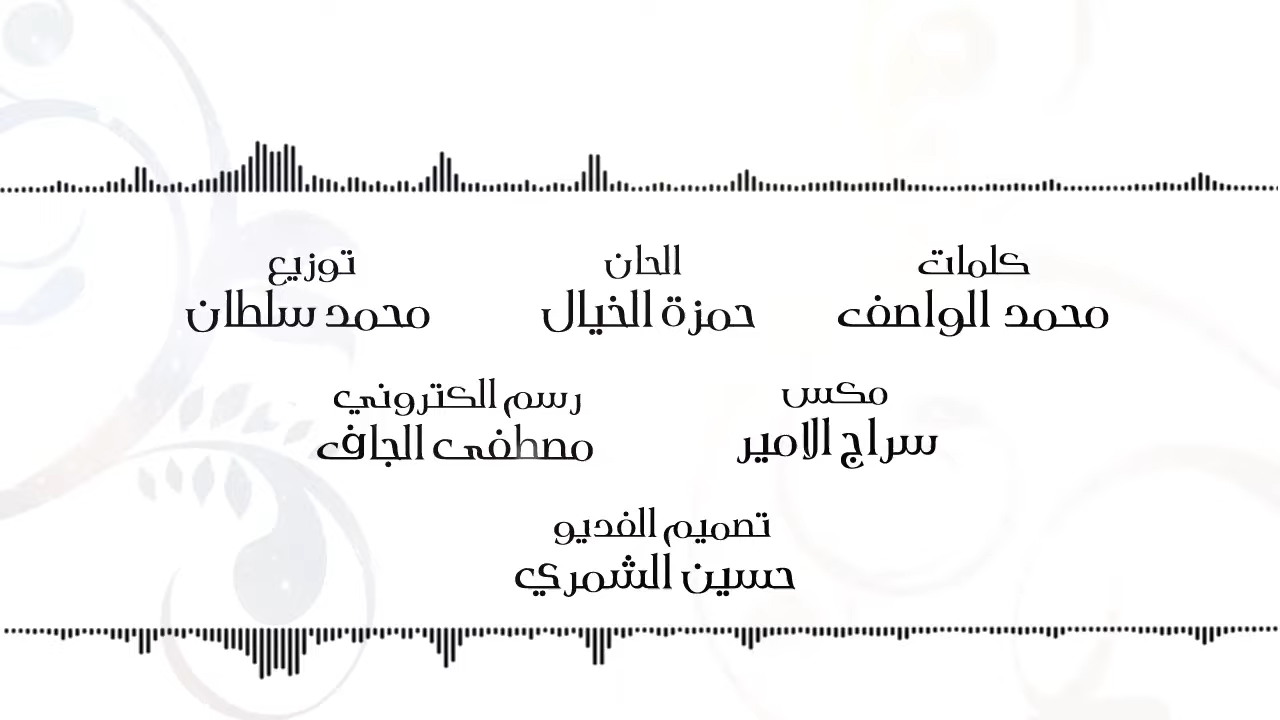 كلمات
محمد الواصف
الحان
حمزة الخيال
توزيع
محمد سلطان
مكس
سراج الامير
رسم الكتروني
مصطفى الجاف
تصميم الفديو
حسين الشمري